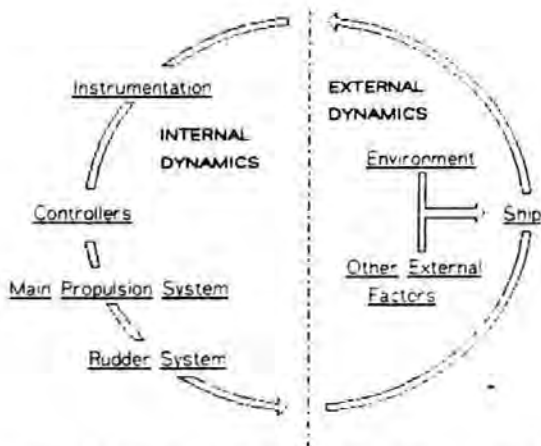 Instrumentation
EXTERNAL
DYNAMICS
INTERNAL
DYNAMICS
Environment
Controllers
Ship
Other External
Factors
Main Propulsion System
Rudder System